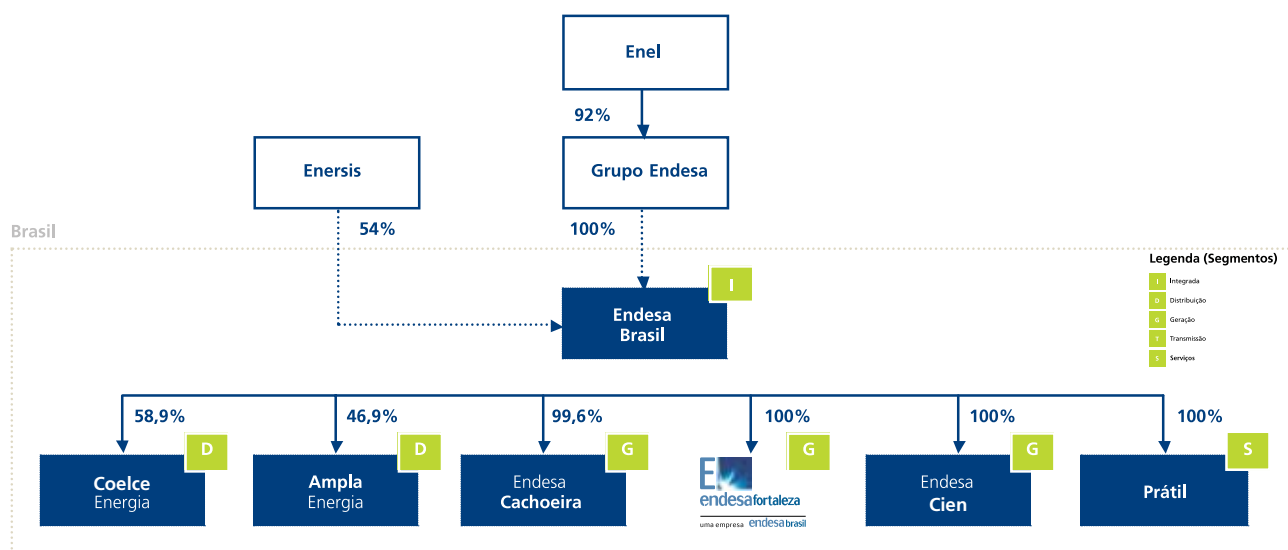 Enel
92%
Enersis
Grupo Endesa
54%
100%
Brasil
Legenda (Segmentos)
I Integrada
D Distribuição
G Geração
T Transmissão
S Serviços
I
Endesa
Brasil
58,9%
46,9%
99,6%
100%
100%
100%
D
D
G
G
G
S
Coelce
Energia
Ampla
Energia
Endesa
Cachoeira
E
endesafortaleza
uma empresa endesabrasil
Endesa
Cien
Prátil